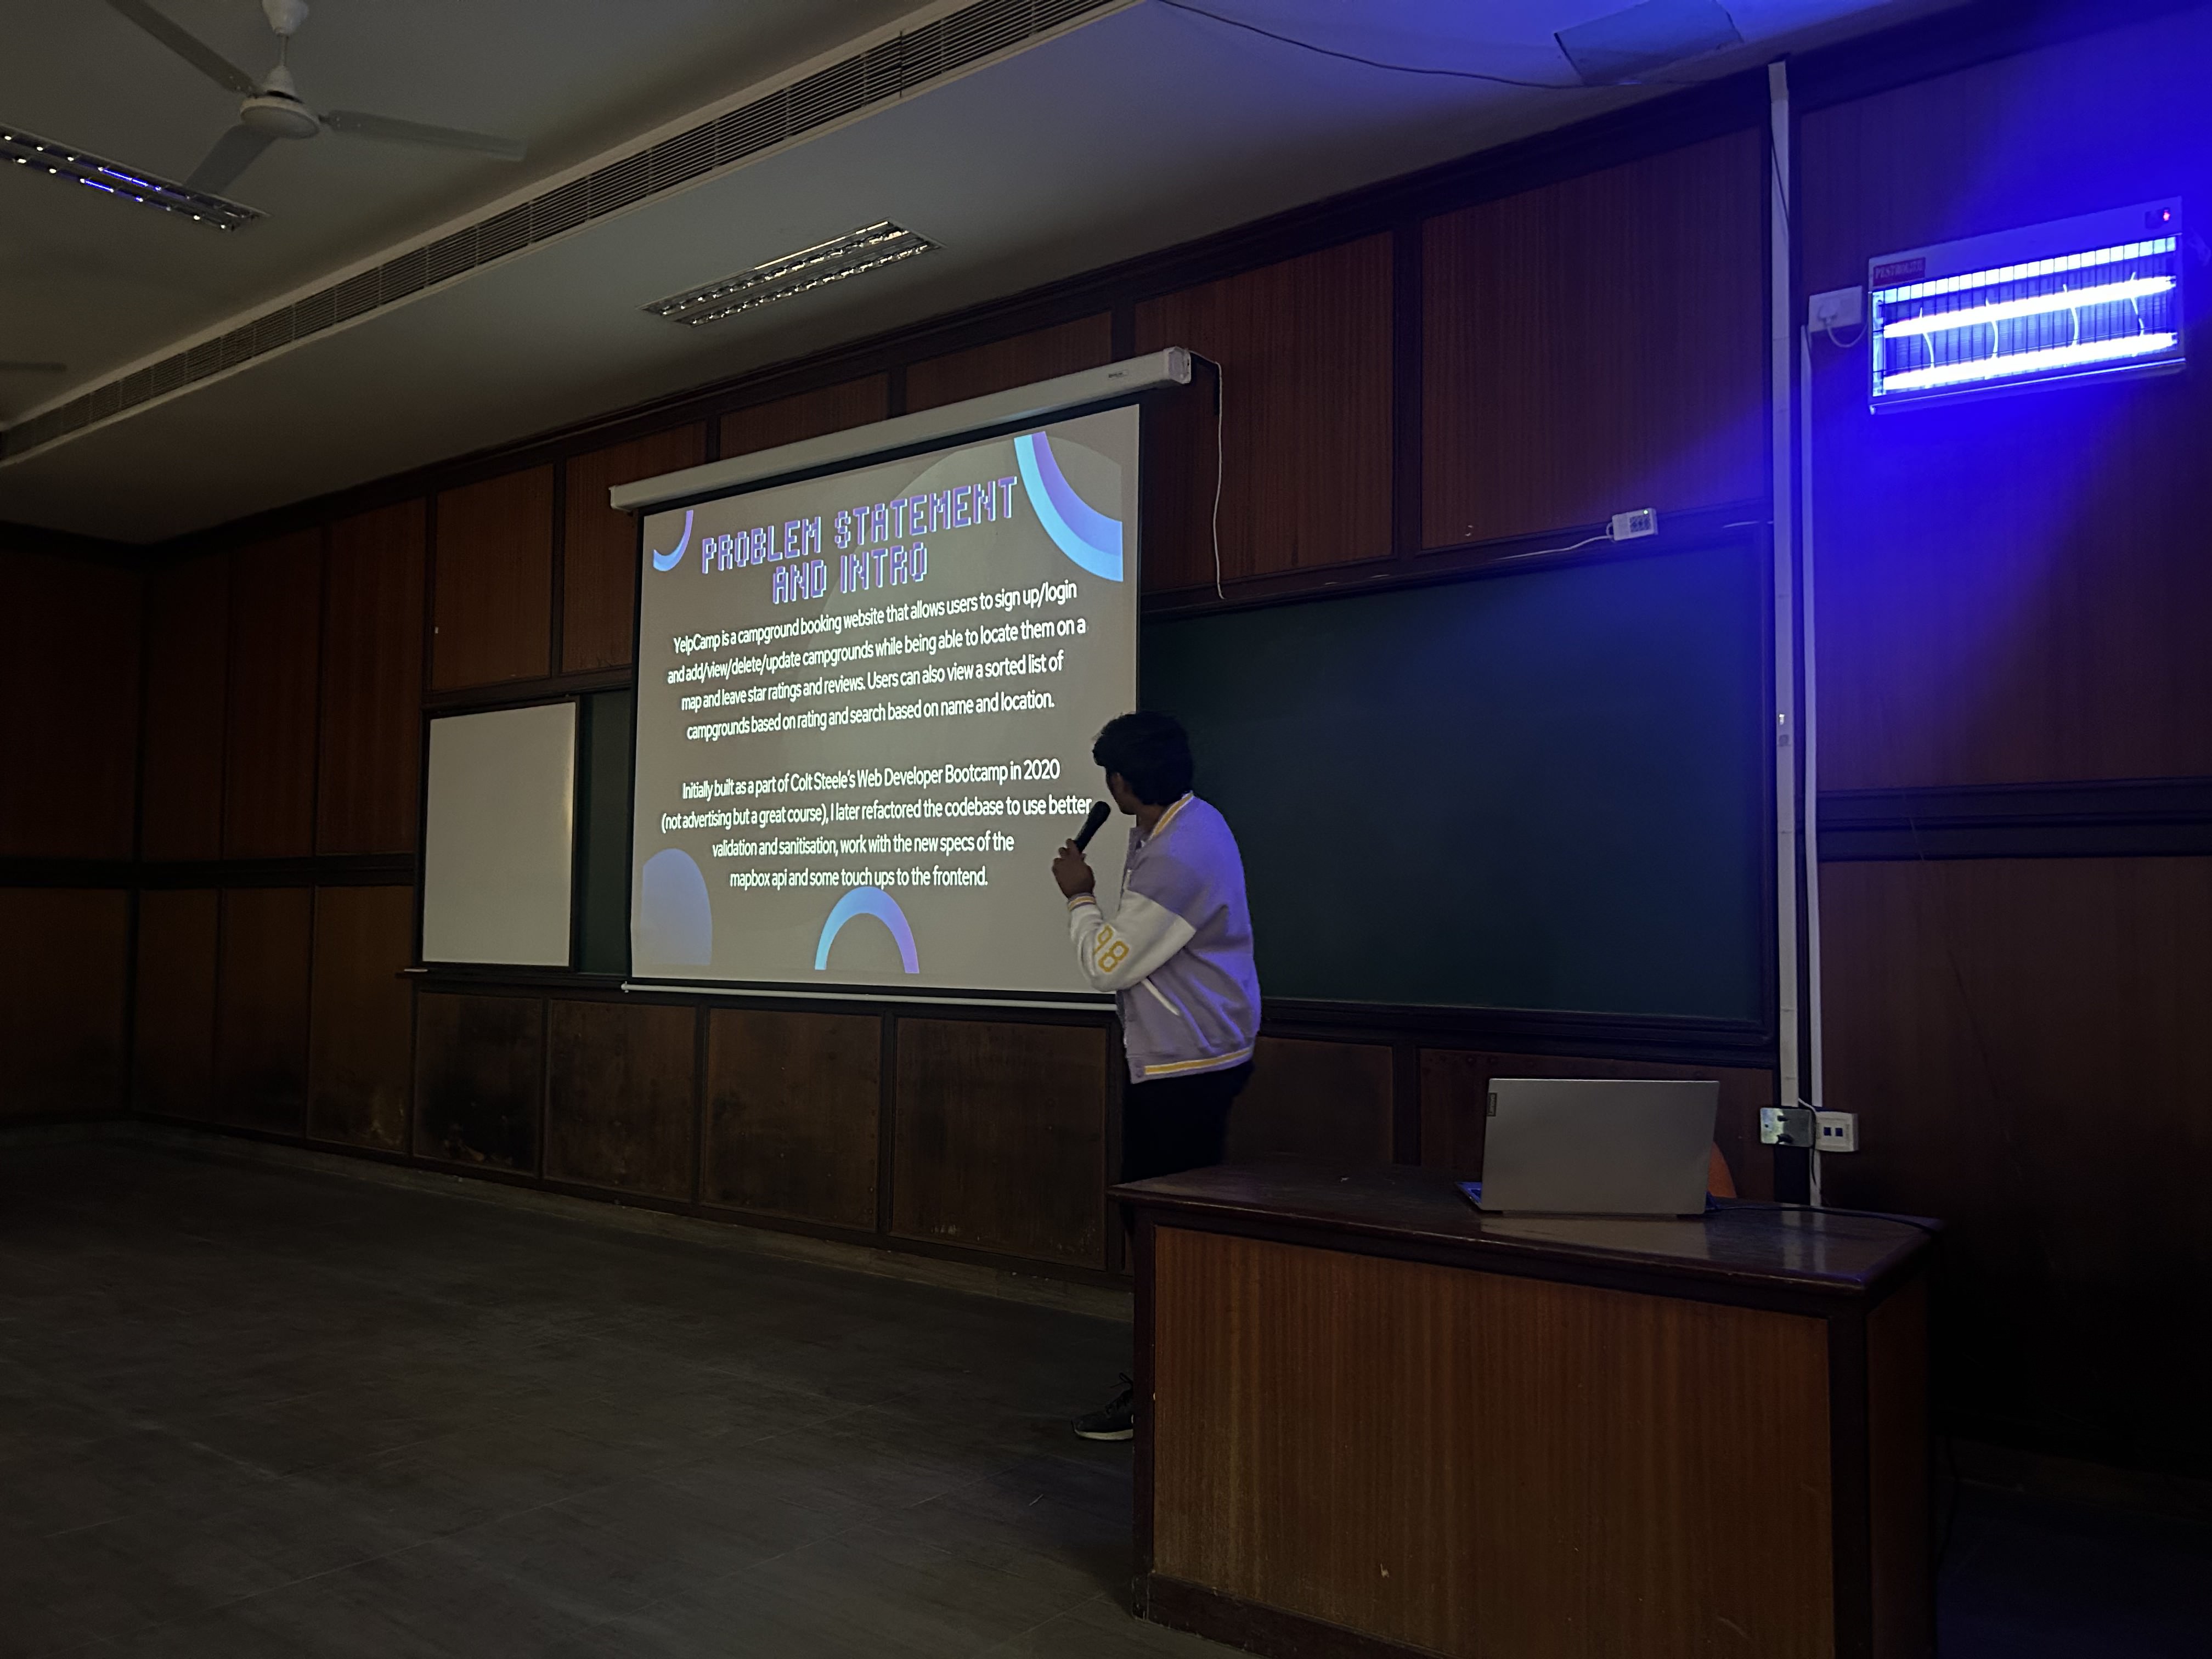 PROBLEM STATEMENT
AND INTRO
YelpCamp is a campground booking website that allows users to sign up/login
and add/view/delete/update campgrounds while being able to locate them on a
map and leave star ratings and reviews. Users can also view a sorted list of
campgrounds based on rating and search based on name and location.
Initially built as a part of Colt Steele's Web Developer Bootcamp in 2020
(not advertising but a great course), I later refactored the codebase to use better
validation and sanitisation, work with the new specs of the
mapbox api and some touch ups to the frontend.
98
Lenovo